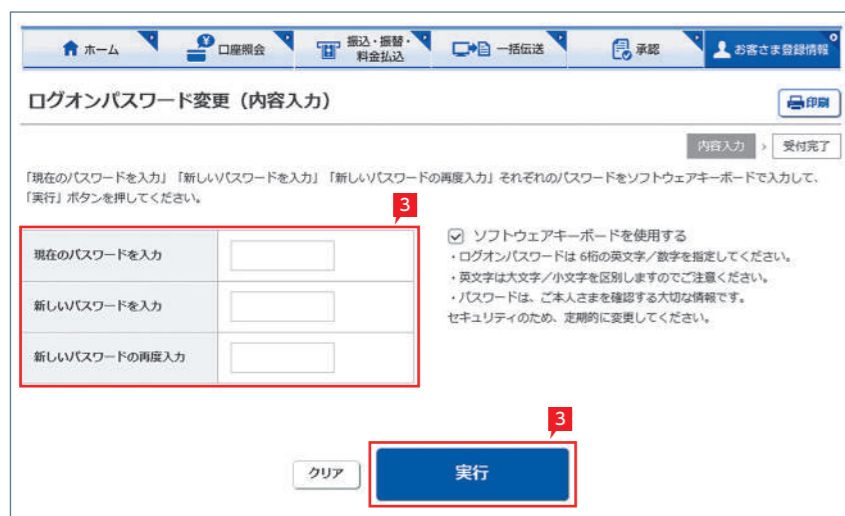 ホーム
口座照会
振込・振替・
料金払込
一括伝送
承認
お客さま登録情報
ログオンパスワード変更（内容入力）
印刷
内容入力 › 受付完了
「現在のパスワードを入力」「新しいパスワードを入力」「新しいパスワードの再度入力」それぞれのパスワードをソフトウェアキーボードで入力して、
「実行」ボタンを押してください。
3
現在のパスワードを入力
新しいパスワードを入力
新しいパスワードの再度入力
ソフトウェアキーボードを使用する
・ログオンパスワードは 6桁の英文字／数字を指定してください。
・英文字は大文字／小文字を区別しますのでご注意ください。
・パスワードは、ご本人さまを確認する大切な情報です。
セキュリティのため、定期的に変更してください。
3
クリア
実行